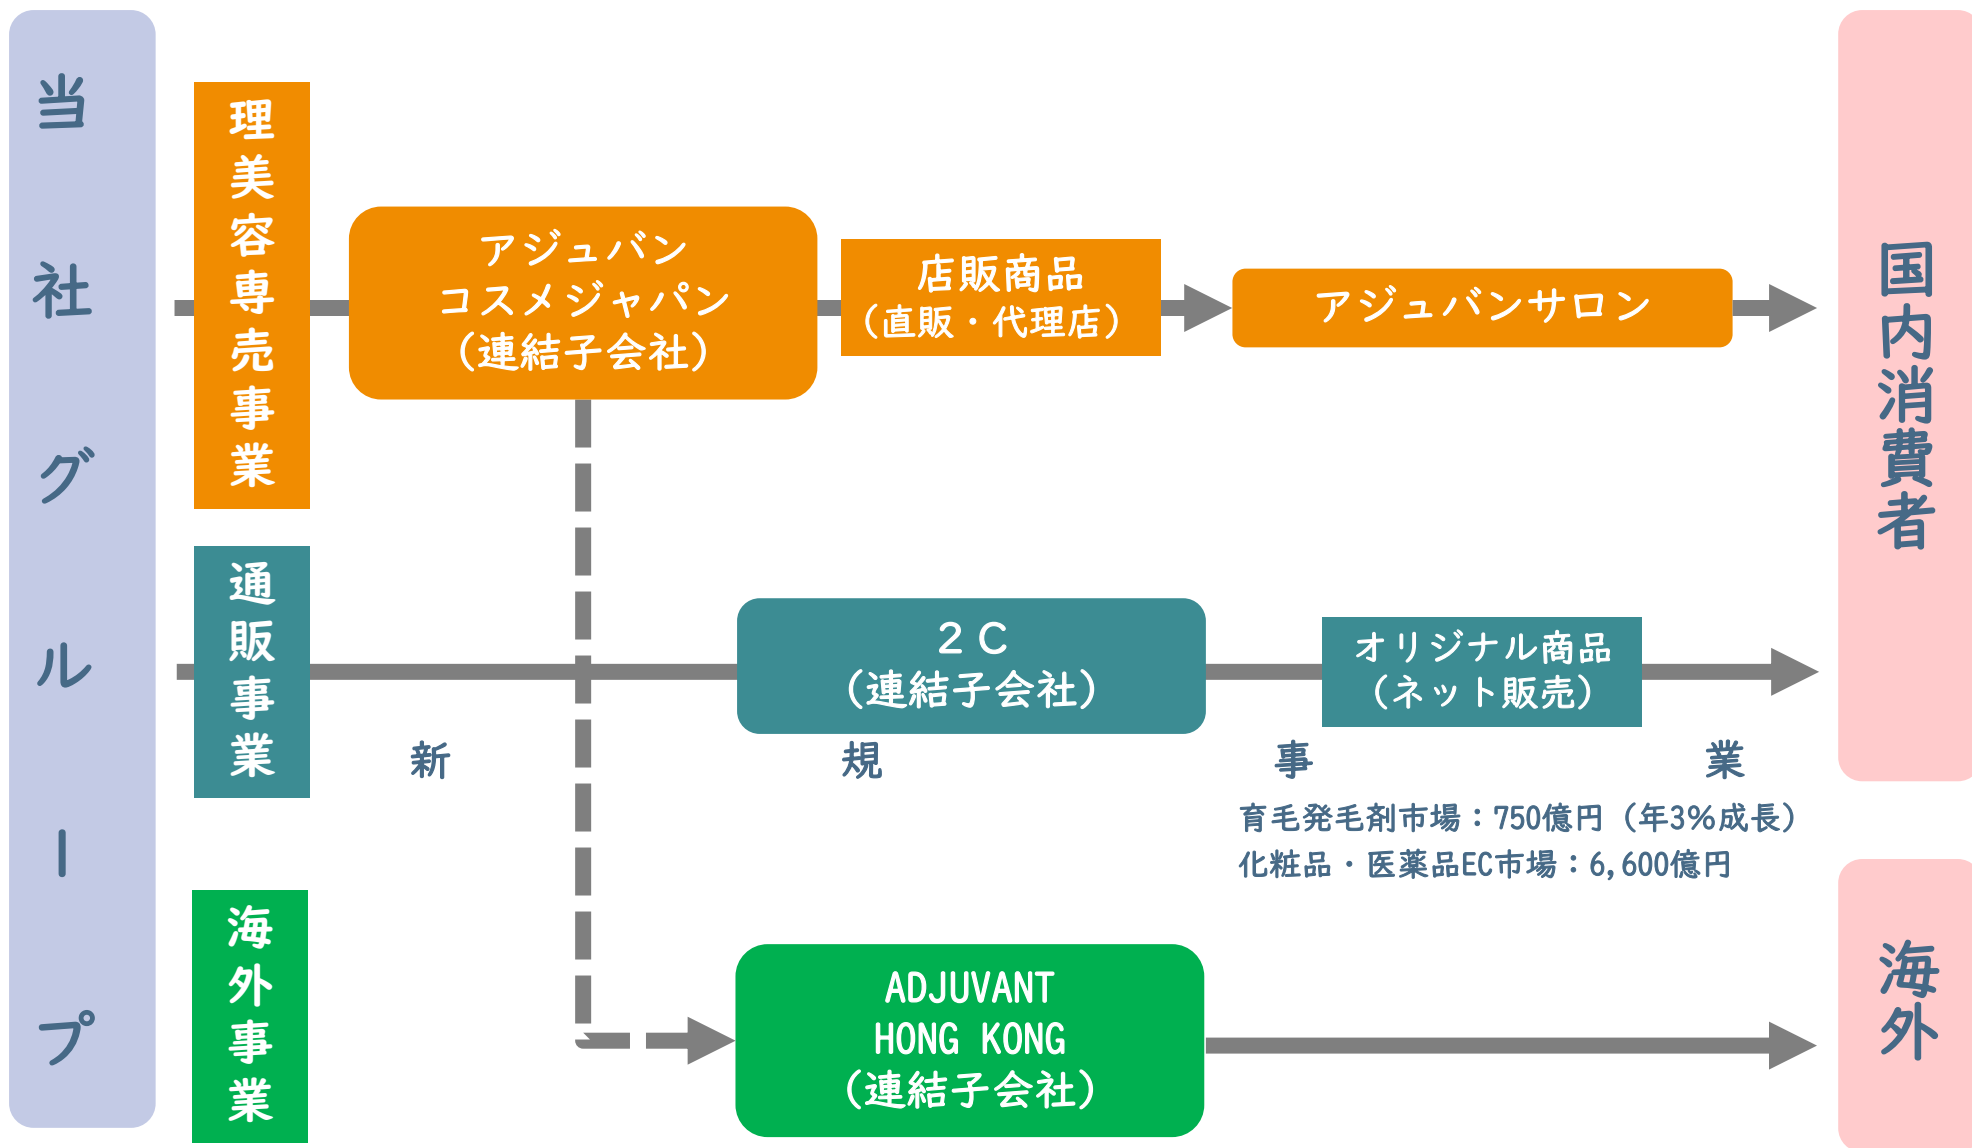 当社グループ
理美容専売事業
アジュバン
コスメジャパン
（連結子会社）
店販商品
（直販・代理店）
アジュバンサロン
国内消費者
通販事業
２Ｃ
（連結子会社）
オリジナル商品
（ネット販売）
新規事業
育毛発毛剤市場：750億円（年3％成長）
化粧品・医薬品EC市場：6,600億円
海外事業
ADJUVANT
HONG KONG
（連結子会社）
海外